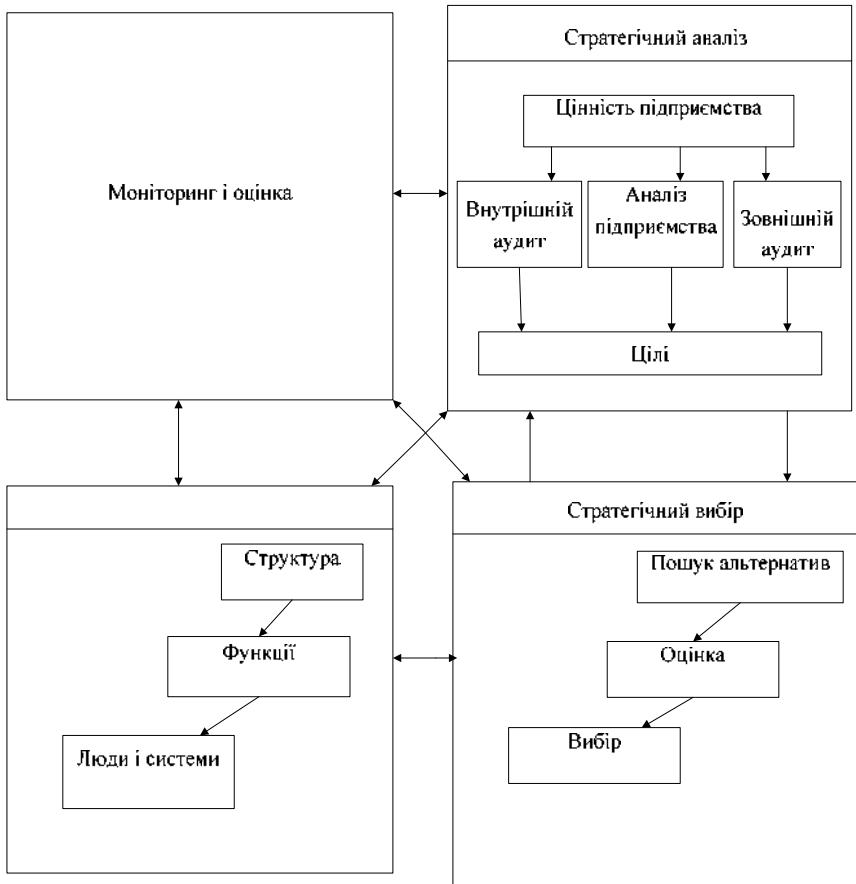 Стратегічний аналіз
Цінність підприємства
Моніторинг і оцінка
Внутрішній
аудит
Аналіз
підприємства
Зовнішній
аудит
Цілі
Стратегічний вибір
Структура
Функції
Люди і системи
Пошук альтернатив
Оцінка
Вибір